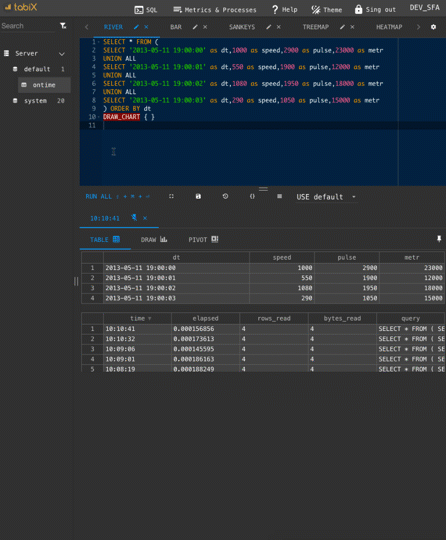 tabiX SQL Metrics & Processes Help Theme Sing out DEV_SFA
Search RIVER BAR SANKEYS TREEMAP HEATMAP
Server
default 1
ontime
system 20
1 SELECT * FROM (
2 SELECT '2013-05-11 19:00:00' as dt,1000 as speed,2900 as pulse,23000 as metr
3 UNION ALL
4 SELECT '2013-05-11 19:00:01' as dt,550 as speed,1900 as pulse,12000 as metr
5 UNION ALL
6 SELECT '2013-05-11 19:00:02' as dt,1080 as speed,1950 as pulse,18000 as metr
7 UNION ALL
8 SELECT '2013-05-11 19:00:03' as dt,290 as speed,1050 as pulse,15000 as metr
9 ) ORDER BY dt
10 DRAW_CHART { }
11
RUN ALL {} USE default
10:10:41
TABLE DRAW PIVOT
dt speed pulse metr
1 2013-05-11 19:00:00 1000 2900 23000
2 2013-05-11 19:00:01 550 1900 12000
3 2013-05-11 19:00:02 1080 1950 18000
4 2013-05-11 19:00:03 290 1050 15000
time elapsed rows_read bytes_read query
1 10:10:41 0.000156856 4 4 SELECT * FROM ( SE
2 10:10:32 0.000173613 4 4 SELECT * FROM ( SE
3 10:09:06 0.000145595 4 4 SELECT * FROM ( SE
4 10:09:01 0.000186163 4 4 SELECT * FROM ( SE
5 10:08:19 0.000188249 4 4 SELECT * FROM ( SE